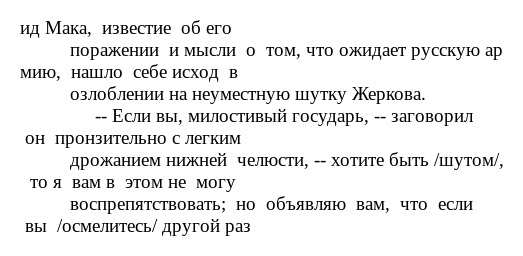 ид Мака,  известие  об его
поражении  и мысли  о  том, что ожидает русскую ар
мию,  нашло  себе исход  в
озлоблении на неуместную шутку Жеркова.
-- Если вы, милостивый государь, -- заговорил
он  пронзительно с легким
дрожанием нижней  челюсти, -- хотите быть /шутом/,
то я  вам в  этом не  могу
воспрепятствовать;  но  объявляю  вам,  что  если
вы  /осмелитесь/ другой раз